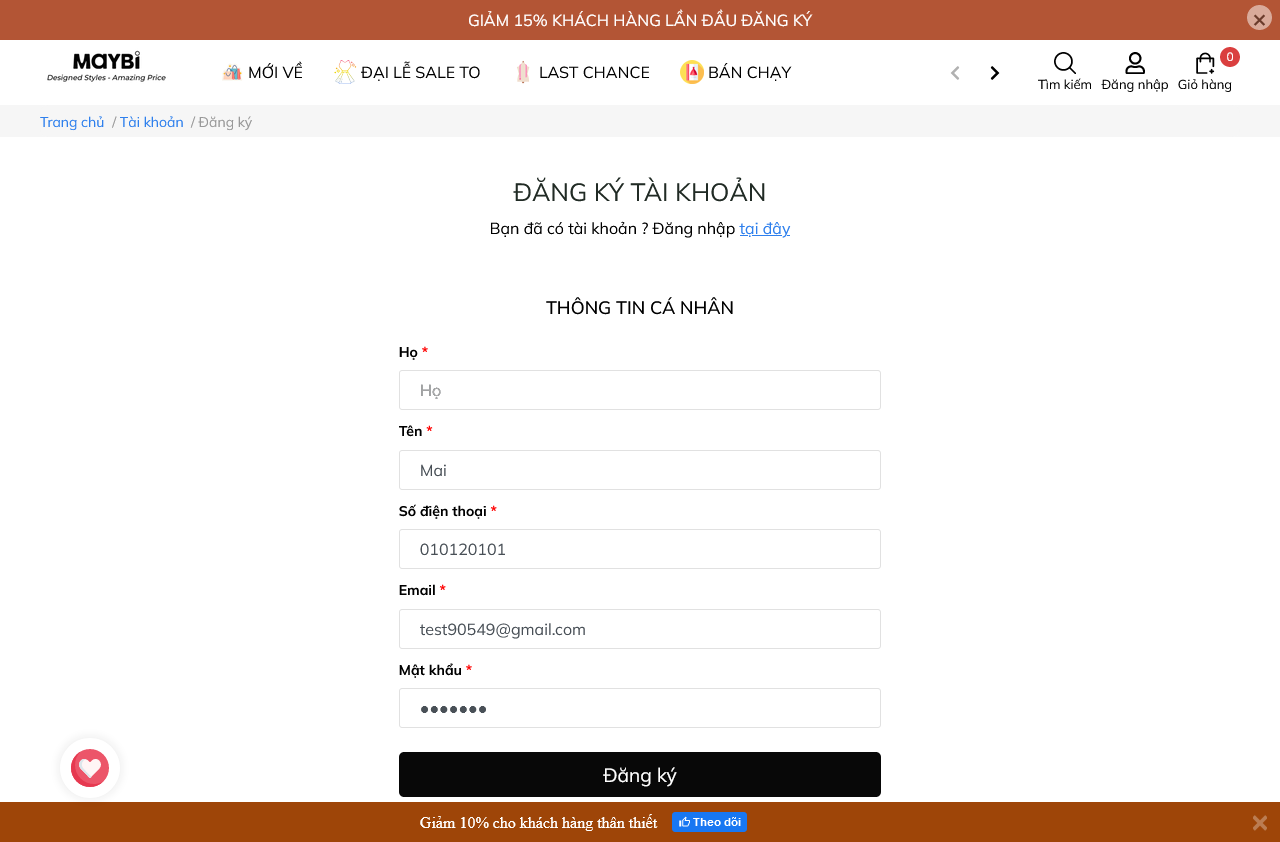 GIẢM 15% KHÁCH HÀNG LẦN ĐẦU ĐĂNG KÝ
MAYBi
Designed Styles - Amazing Price
MỚI VỀ
ĐẠI LỄ SALE TO
LAST CHANCE
BÁN CHẠY
Tìm kiếm
Đăng nhập
Giỏ hàng
0
Trang chủ / Tài khoản / Đăng ký
ĐĂNG KÝ TÀI KHOẢN
Bạn đã có tài khoản ? Đăng nhập tại đây
THÔNG TIN CÁ NHÂN
Họ *
Họ
Tên *
Mai
Số điện thoại *
010120101
Email *
test90549@gmail.com
Mật khẩu *
Đăng ký
Giảm 10% cho khách hàng thân thiết
Theo dõi